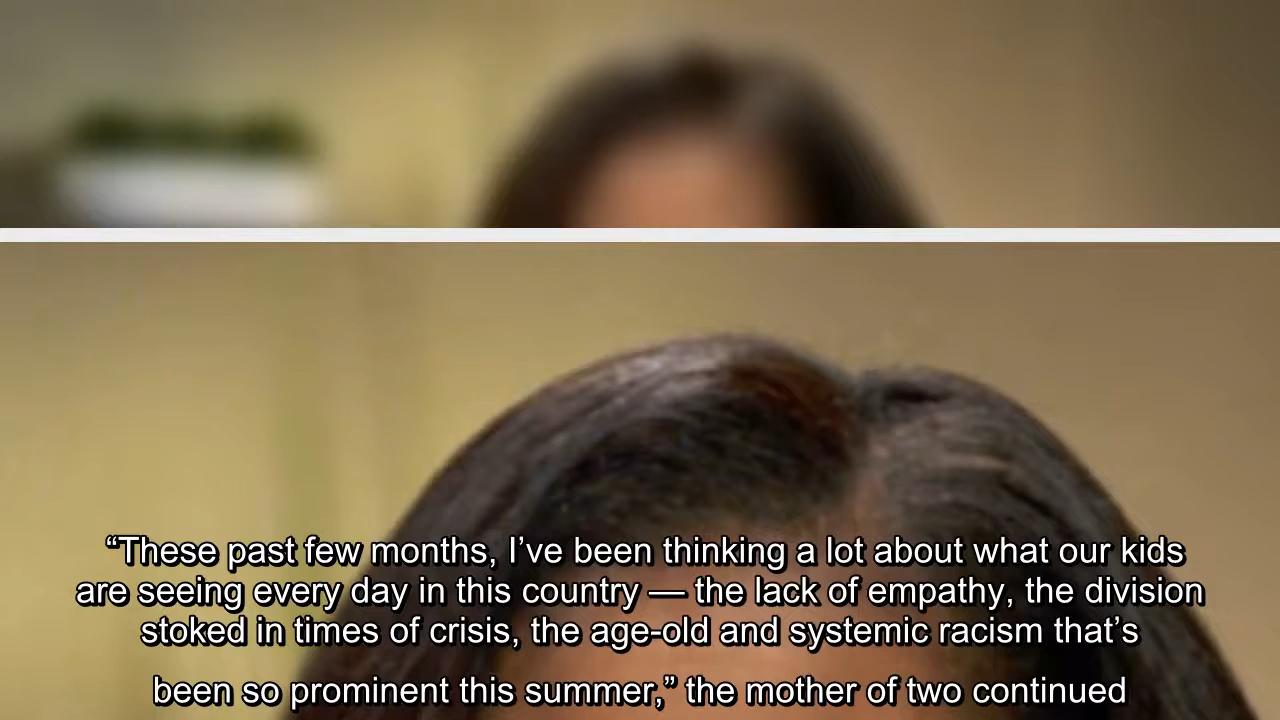 “These past few months, I’ve been thinking a lot about what our kids
are seeing every day in this country — the lack of empathy, the division
stoked in times of crisis, the age-old and systemic racism that’s
been so prominent this summer,” the mother of two continued